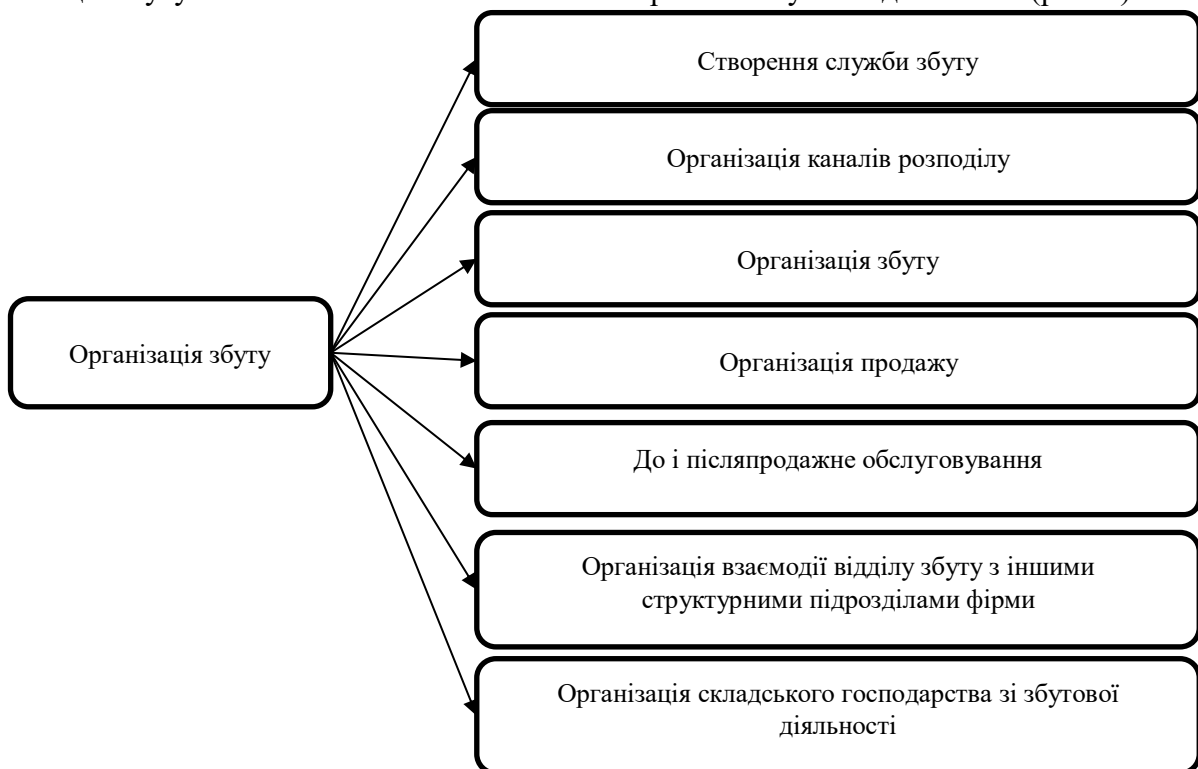 Створення служби збуту
Організація каналів розподілу
Організація збуту
Організація продажу
Організація збуту
До і післяпродажне обслуговування
Організація взаємодії відділу збуту з іншими
структурними підрозділами фірми
Організація складського господарства зі збутової
діяльності